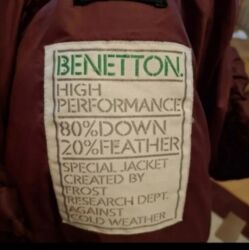 BENETTON.
HIGH
PERFORMANCE
80%DOWN
20%FEATHER
SPECIAL JACKET
CREATED BY
FROST
RESEARCH DEPT.
AGAINST
COLD WEATHER